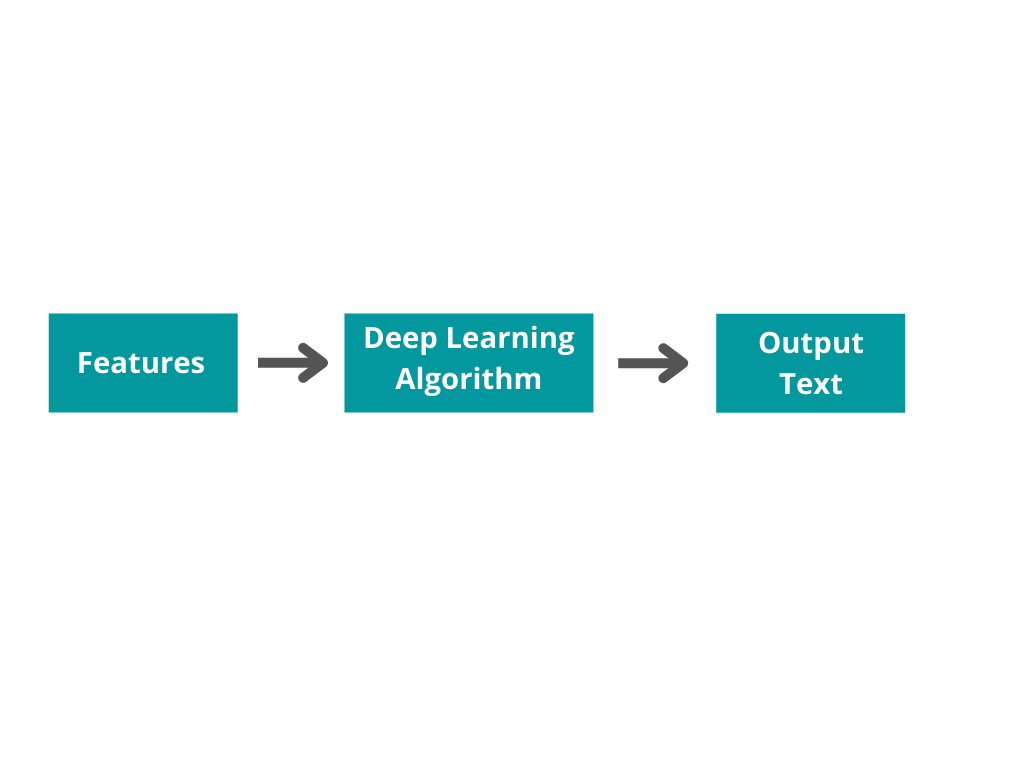 Features
Deep Learning
Algorithm
Output
Text